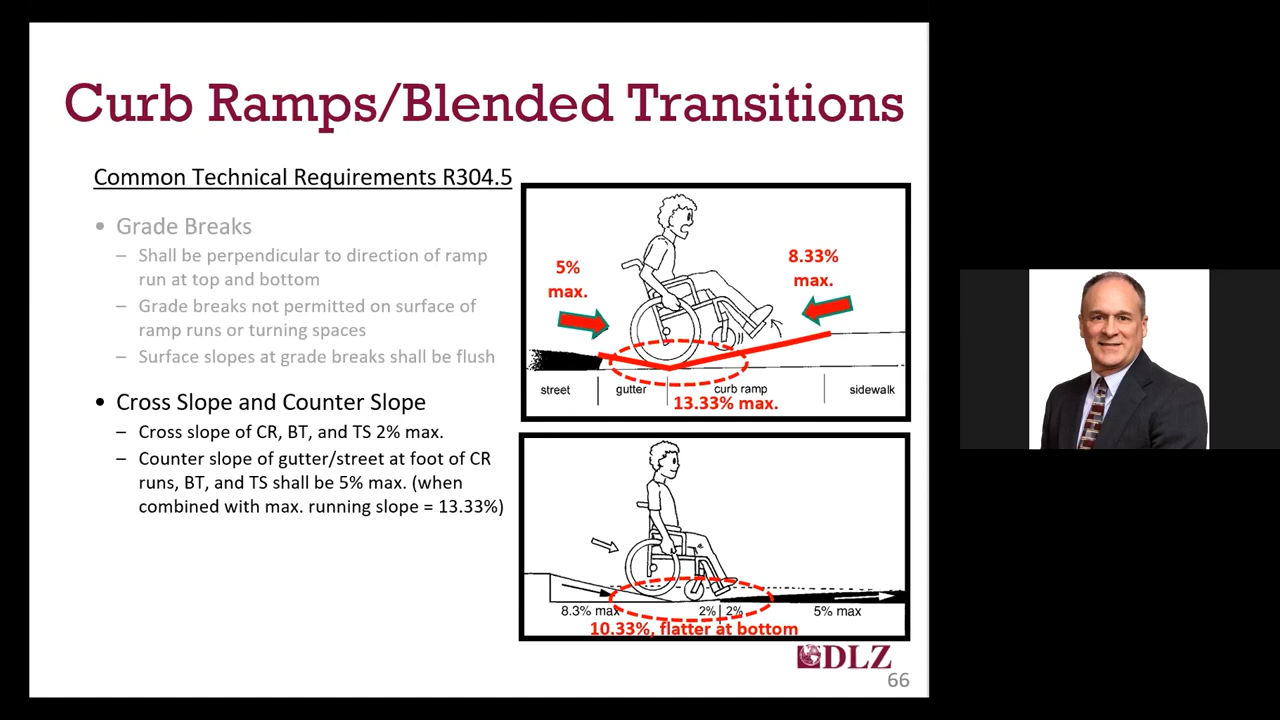 Curb Ramps/Blended Transitions
Common Technical Requirements R304.5
• Grade Breaks
– Shall be perpendicular to direction of ramp
run at top and bottom
– Grade breaks not permitted on surface of
ramp runs or turning spaces
– Surface slopes at grade breaks shall be flush
• Cross Slope and Counter Slope
– Cross slope of CR, BT, and TS 2% max.
– Counter slope of gutter/street at foot of CR
runs, BT, and TS shall be 5% max. (when
combined with max. running slope = 13.33%)
5%
max.
8.33%
max.
street
gutter
curb ramp
sidewalk
13.33% max.
8.3% max
2%
2%
5% max
10.33%, flatter at bottom
DLZ
66